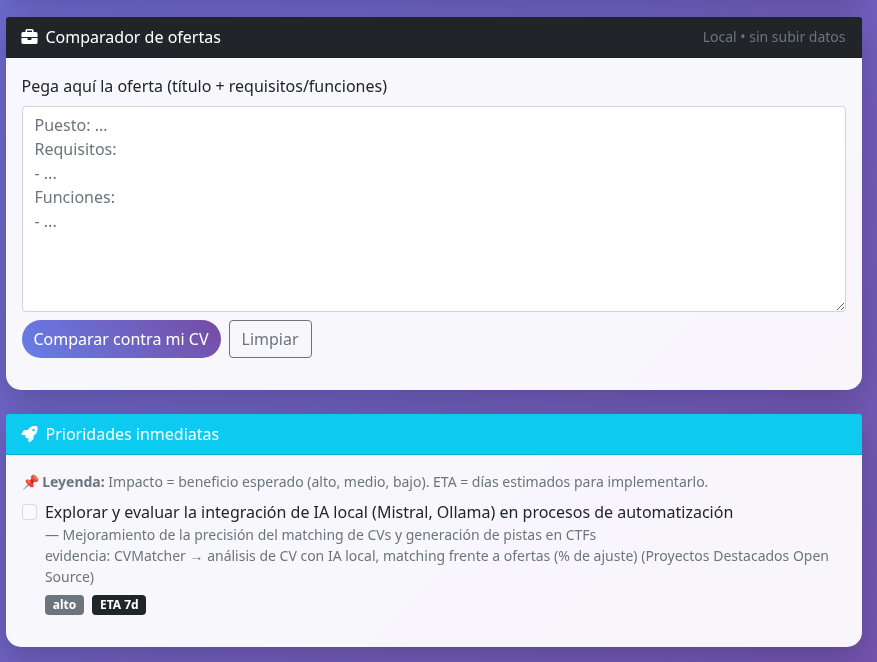 Comparador de ofertas
Local • sin subir datos
Pega aquí la oferta (título + requisitos/funciones)
Puesto: ...
Requisitos:
- ...
Funciones:
- ...
Comparar contra mi CV
Limpiar
Prioridades inmediatas
📌 Leyenda: Impacto = beneficio esperado (alto, medio, bajo). ETA = días estimados para implementarlo.
Explorar y evaluar la integración de IA local (Mistral, Ollama) en procesos de automatización
— Mejoramiento de la precisión del matching de CVs y generación de pistas en CTFs
evidencia: CVMatcher → análisis de CV con IA local, matching frente a ofertas (% de ajuste) (Proyectos Destacados Open
Source)
alto
ETA 7d